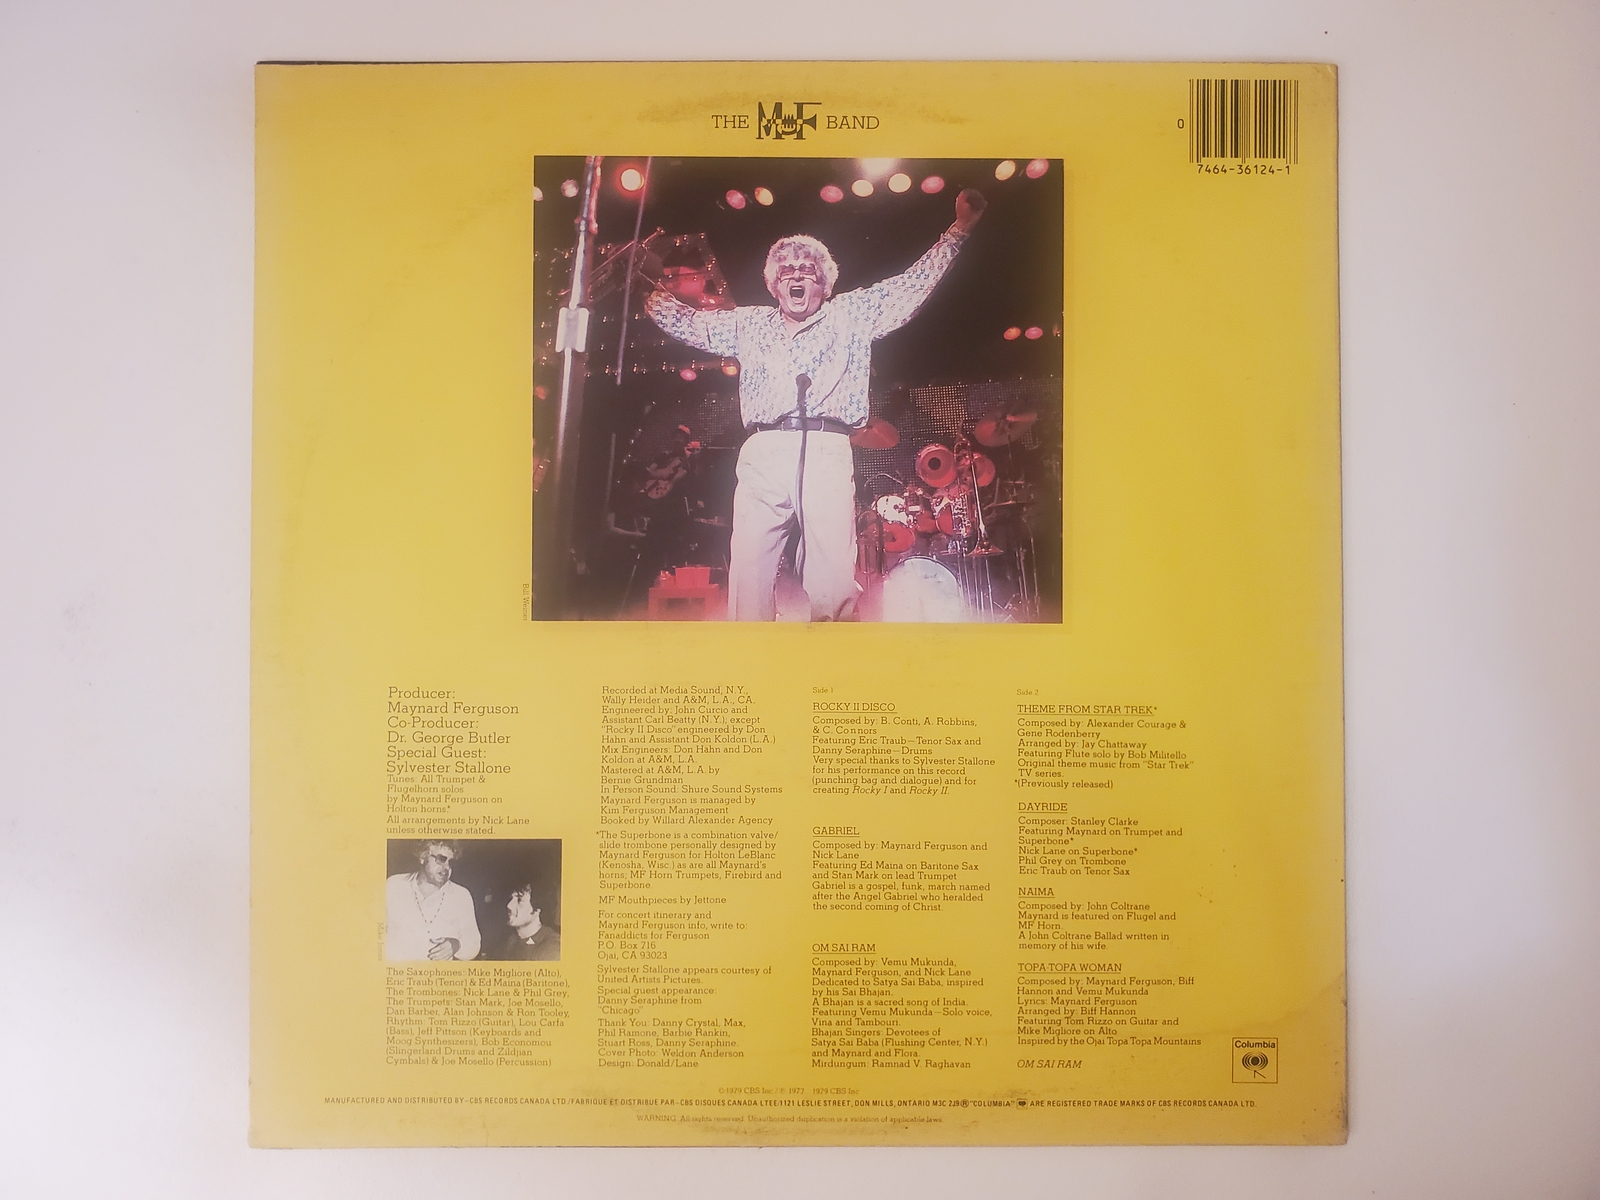 THE MF BAND
0
7464-36124-1
Bill Weiner
Producer:
Maynard Ferguson
Co-Producer:
Dr. George Butler
Special Guest:
Sylvester Stallone
Tunes: All Trumpet &
Flugelhorn solos
by Maynard Ferguson on
Holton horns.*
All arrangements by Nick Lane
unless otherwise stated.
The Saxophones: Mike Migliore (Alto),
Eric Traub (Tenor) & Ed Maina (Baritone),
The Trombones: Nick Lane & Phil Grey,
The Trumpets: Stan Mark, Joe Mosello,
Dan Barber, Alan Johnson & Ron Tooley,
Rhythm: Tom Rizzo (Guitar), Lou Carfa
(Bass), Jeff Pittson (Keyboards and
Moog Synthesizers), Bob Economou
(Slingerland Drums and Zildjian
Cymbals) & Joe Mosello (Percussion)
Recorded at Media Sound, N.Y.,
Wally Heider and A&M, L.A., CA.
Engineered by: John Curcio and
Assistant Carl Beatty (N.Y.), except
"Rocky II Disco" engineered by Don
Hahn and Assistant Don Koldon (L.A.)
Mix Engineers: Don Hahn and Don
Koldon at A&M, L.A.
Mastered at A&M, L.A. by
Bernie Grundman
In Person Sound: Shure Sound Systems
Maynard Ferguson is managed by
Kim Ferguson Management
Booked by Willard Alexander Agency
*The Superbone is a combination valve/
slide trombone personally designed by
Maynard Ferguson for Holton LeBlanc
(Kenosha, Wisc.) as are all Maynard's
horns; MF Horn Trumpets, Firebird and
Superbone.
MF Mouthpieces by Jettone
For concert itinerary and
Maynard Ferguson info, write to:
Fanaddicts for Ferguson
P.O. Box 716
Ojai, CA 93023
Sylvester Stallone appears courtesy of
United Artists Pictures.
Special guest appearance:
Danny Seraphine from
"Chicago"
Thank You: Danny Crystal, Max,
Phil Ramone, Barbie Rankin,
Stuart Ross, Danny Seraphine.
Cover Photo: Weldon Anderson
Design: Donald/Lane
Side 1
ROCKY II DISCO
Composed by: B. Conti, A. Robbins,
& C. Connors
Featuring Eric Traub—Tenor Sax and
Danny Seraphine—Drums
Very special thanks to Sylvester Stallone
for his performance on this record
(punching bag and dialogue) and for
creating Rocky I and Rocky II.
GABRIEL
Composed by: Maynard Ferguson and
Nick Lane
Featuring Ed Maina on Baritone Sax
and Stan Mark on lead Trumpet
Gabriel is a gospel, funk, march named
after the Angel Gabriel who heralded
the second coming of Christ.
OM SAI RAM
Composed by: Vemu Mukunda,
Maynard Ferguson, and Nick Lane
Dedicated to Satya Sai Baba, inspired
by his Sai Bhajan.
A Bhajan is a sacred song of India.
Featuring Vemu Mukunda—Solo voice,
Vina and Tambouri.
Bhajan Singers: Devotees of
Satya Sai Baba (Flushing Center, N.Y.)
and Maynard and Flora.
Mirdungum: Ramnad V. Raghavan
Side 2
THEME FROM STAR TREK*
Composed by: Alexander Courage &
Gene Rodenberry
Arranged by: Jay Chattaway
Featuring Flute solo by Bob Militello
Original theme music from "Star Trek"
TV series.
*(Previously released)
DAYRIDE
Composer: Stanley Clarke
Featuring Maynard on Trumpet and
Superbone*
Nick Lane on Superbone*
Phil Grey on Trombone
Eric Traub on Tenor Sax
NAIMA
Composed by: John Coltrane
Maynard is featured on Flugel and
MF Horn.
A John Coltrane Ballad written in
memory of his wife.
TOPA-TOPA WOMAN
Composed by: Maynard Ferguson, Biff
Hannon and Vemu Mukunda
Lyrics: Maynard Ferguson
Arranged by: Biff Hannon
Featuring Tom Rizzo on Guitar and
Mike Migliore on Alto
Inspired by the Ojai Topa Topa Mountains
OM SAI RAM
Columbia
© 1979 CBS Inc./ ℗ 1977 1979 CBS Inc.
MANUFACTURED AND DISTRIBUTED BY-CBS RECORDS CANADA LTD./FABRIQUE ET DISTRIBUE PAR-CBS DISQUES CANADA LTEE/1121 LESLIE STREET, DON MILLS, ONTARIO M3C 2J9 ® "COLUMBIA" ARE REGISTERED TRADE MARKS OF CBS RECORDS CANADA LTD.
WARNING: All rights reserved. Unauthorized duplication is a violation of applicable laws.